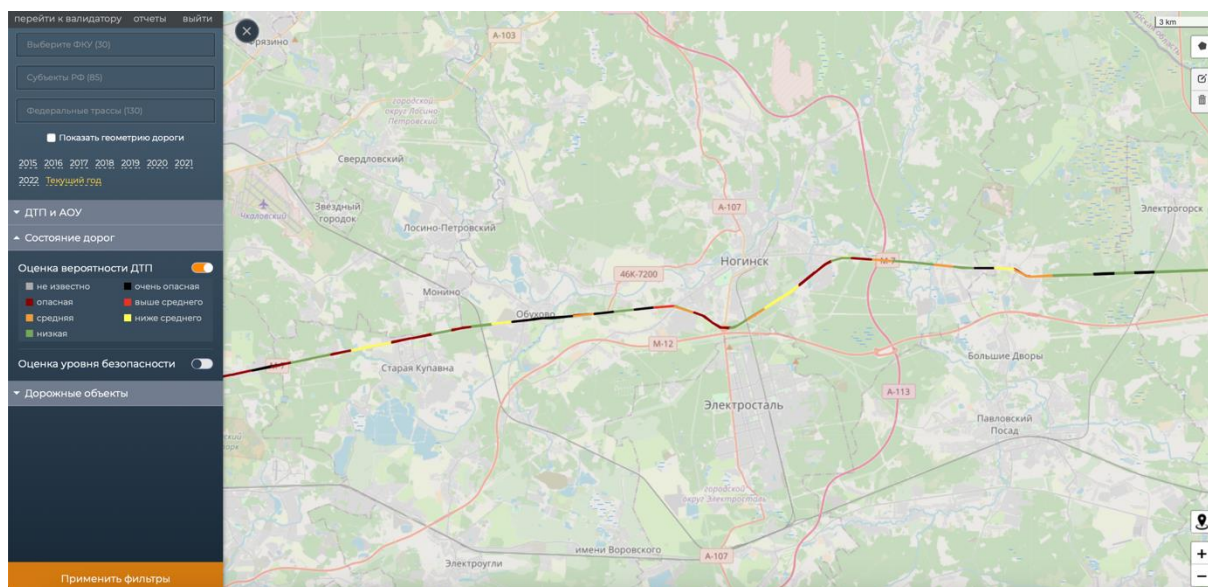 перейти к валидатору отчеты выйти
Выберите ФКУ (30)
Субъекты РФ (85)
Федеральные трассы (130)
Показать геометрию дороги
2015 2016 2017 2018 2019 2020 2021
2022 Текущий год
ДТП и АОУ
Состояние дорог
Оценка вероятности ДТП
не известно очень опасная
опасная выше среднего
средняя ниже среднего
низкая
Оценка уровня безопасности
Дорожные объекты
Применить фильтры
3 km
А-103
городской
округ Лосино-
Петровский
Свердловский
Чкаловский
Звёздный
городок
Лосино-Петровский
А-107
Электрогорск
Ногинск
М-7
46К-7200
Монино
Обухово
М-12
М-7
Старая Купавна
Большие Дворы
А-113
Электросталь
Павловский
Посад
городской
округ Электросталь
имени Воровского
А-107
Электроугли